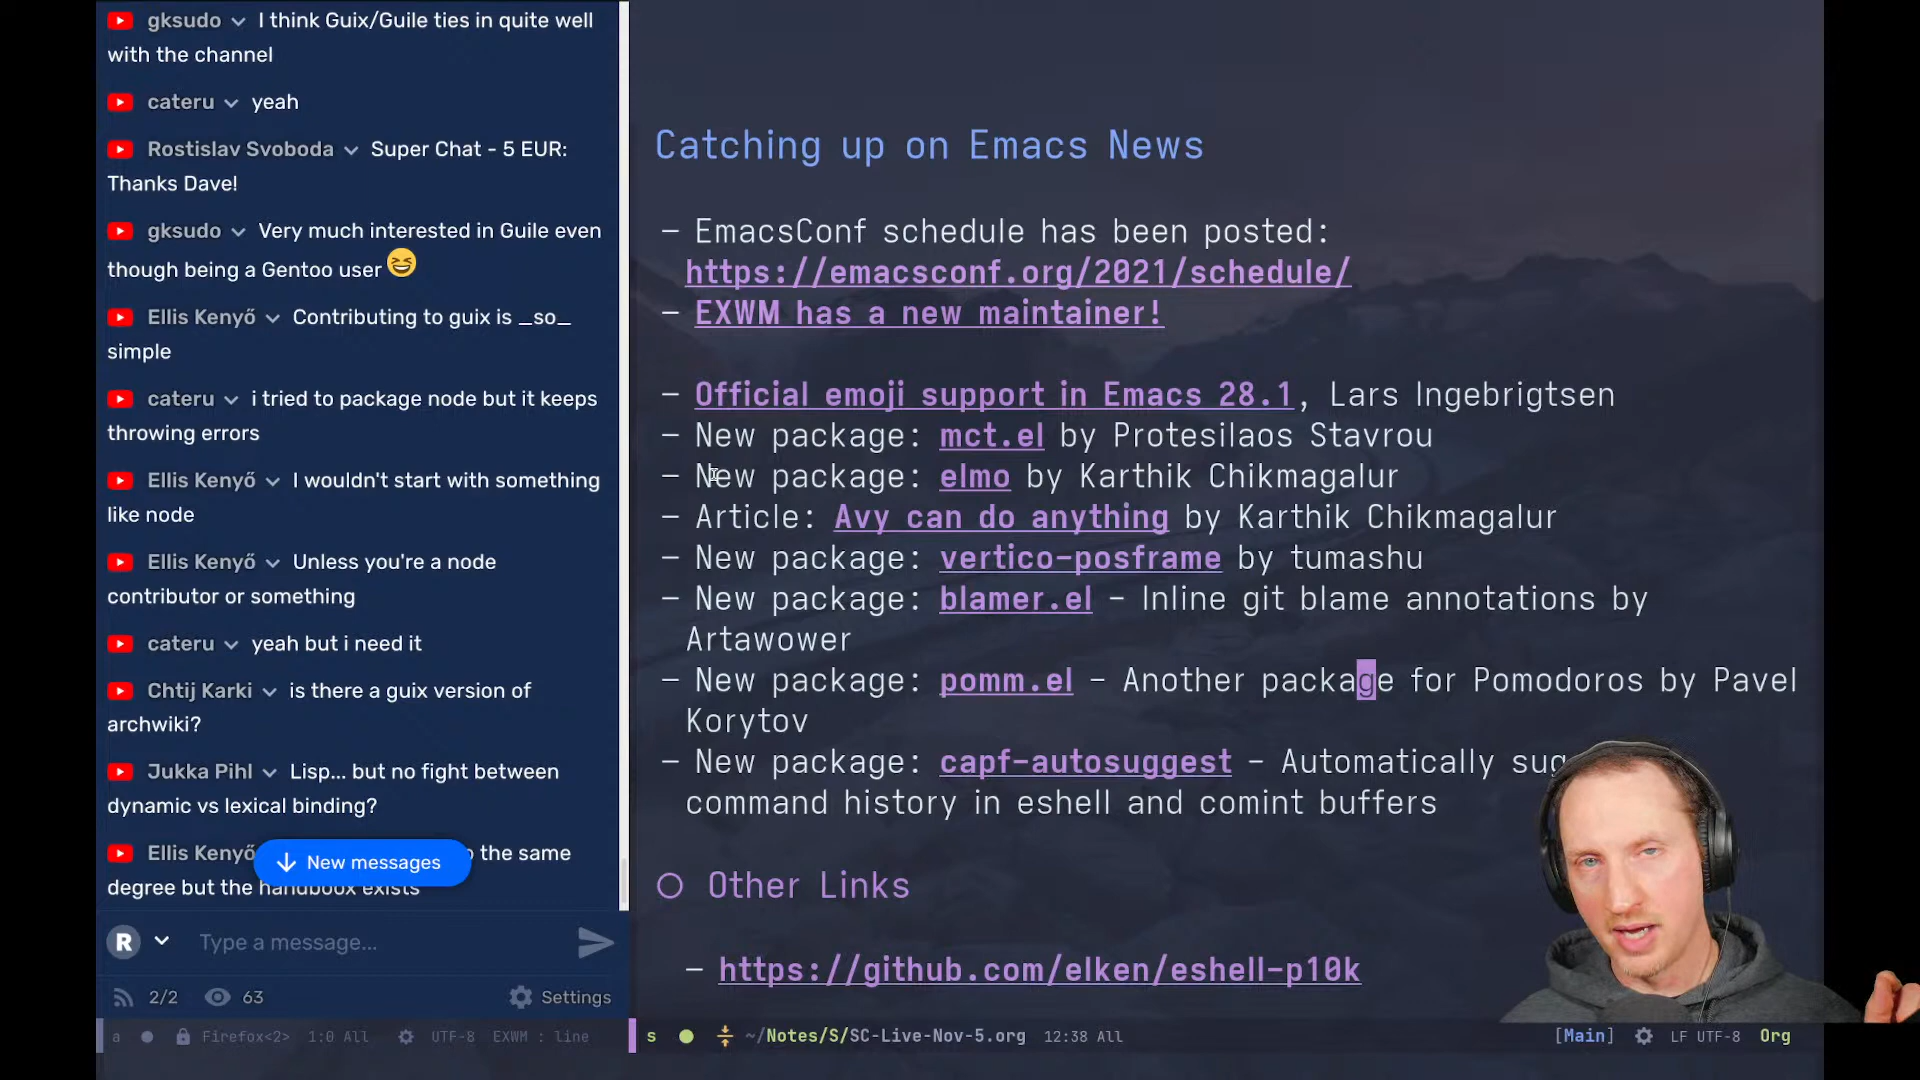 gksudo I think Guix/Guile ties in quite well
with the channel
cateru yeah
Rostislav Svoboda Super Chat - 5 EUR:
Thanks Dave!
gksudo Very much interested in Guile even
though being a Gentoo user 😆
Ellis Kenyő Contributing to guix is _so_
simple
cateru i tried to package node but it keeps
throwing errors
Ellis Kenyő I wouldn't start with something
like node
Ellis Kenyő Unless you're a node
contributor or something
cateru yeah but i need it
Chtij Karki is there a guix version of
archwiki?
Jukka Pihl Lisp... but no fight between
dynamic vs lexical binding?
Ellis Kenyő the same
degree but the handbook exists
New messages
R Type a message...
2/2 63 Settings
a Firefox<2> 1:0 All UTF-8 EXWM : line
Catching up on Emacs News
- EmacsConf schedule has been posted:
https://emacsconf.org/2021/schedule/
- EXWM has a new maintainer!
- Official emoji support in Emacs 28.1, Lars Ingebrigtsen
- New package: mct.el by Protesilaos Stavrou
- New package: elmo by Karthik Chikmagalur
- Article: Avy can do anything by Karthik Chikmagalur
- New package: vertico-posframe by tumashu
- New package: blamer.el - Inline git blame annotations by
Artawower
- New package: pomm.el - Another package for Pomodoros by Pavel
Korytov
- New package: capf-autosuggest - Automatically
command history in eshell and comint buffers
Other Links
- https://github.com/elken/eshell-p10k
s ~/Notes/S/SC-Live-Nov-5.org 12:38 All [Main] LF UTF-8 Org